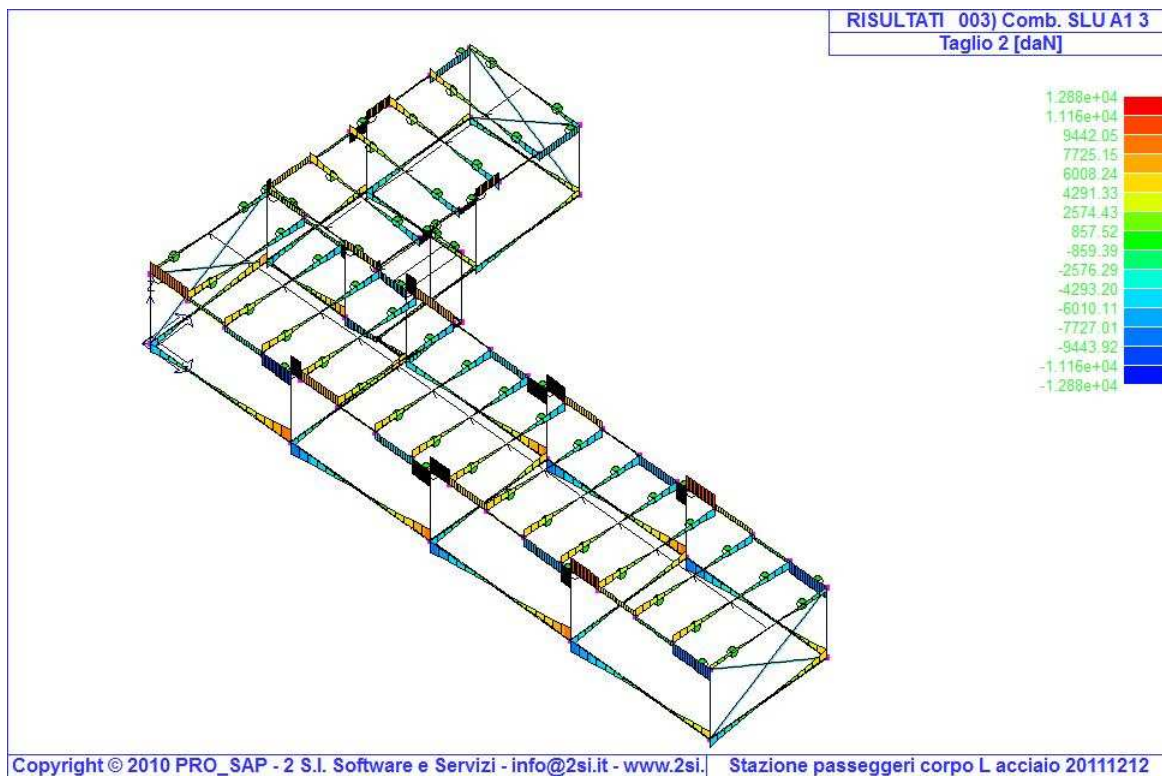 RISULTATI 003) Comb. SLU A1 3
Taglio 2 [daN]
1.288e+04
1.116e+04
9442.05
7725.15
6008.24
4291.33
2574.43
857.52
-859.39
-2576.29
-4293.20
-6010.11
-7727.01
-9443.92
-1.116e+04
-1.288e+04
Z
Copyright © 2010 PRO_SAP - 2 S.I. Software e Servizi - info@2si.it - www.2si.
Stazione passeggeri corpo L acciaio 20111212